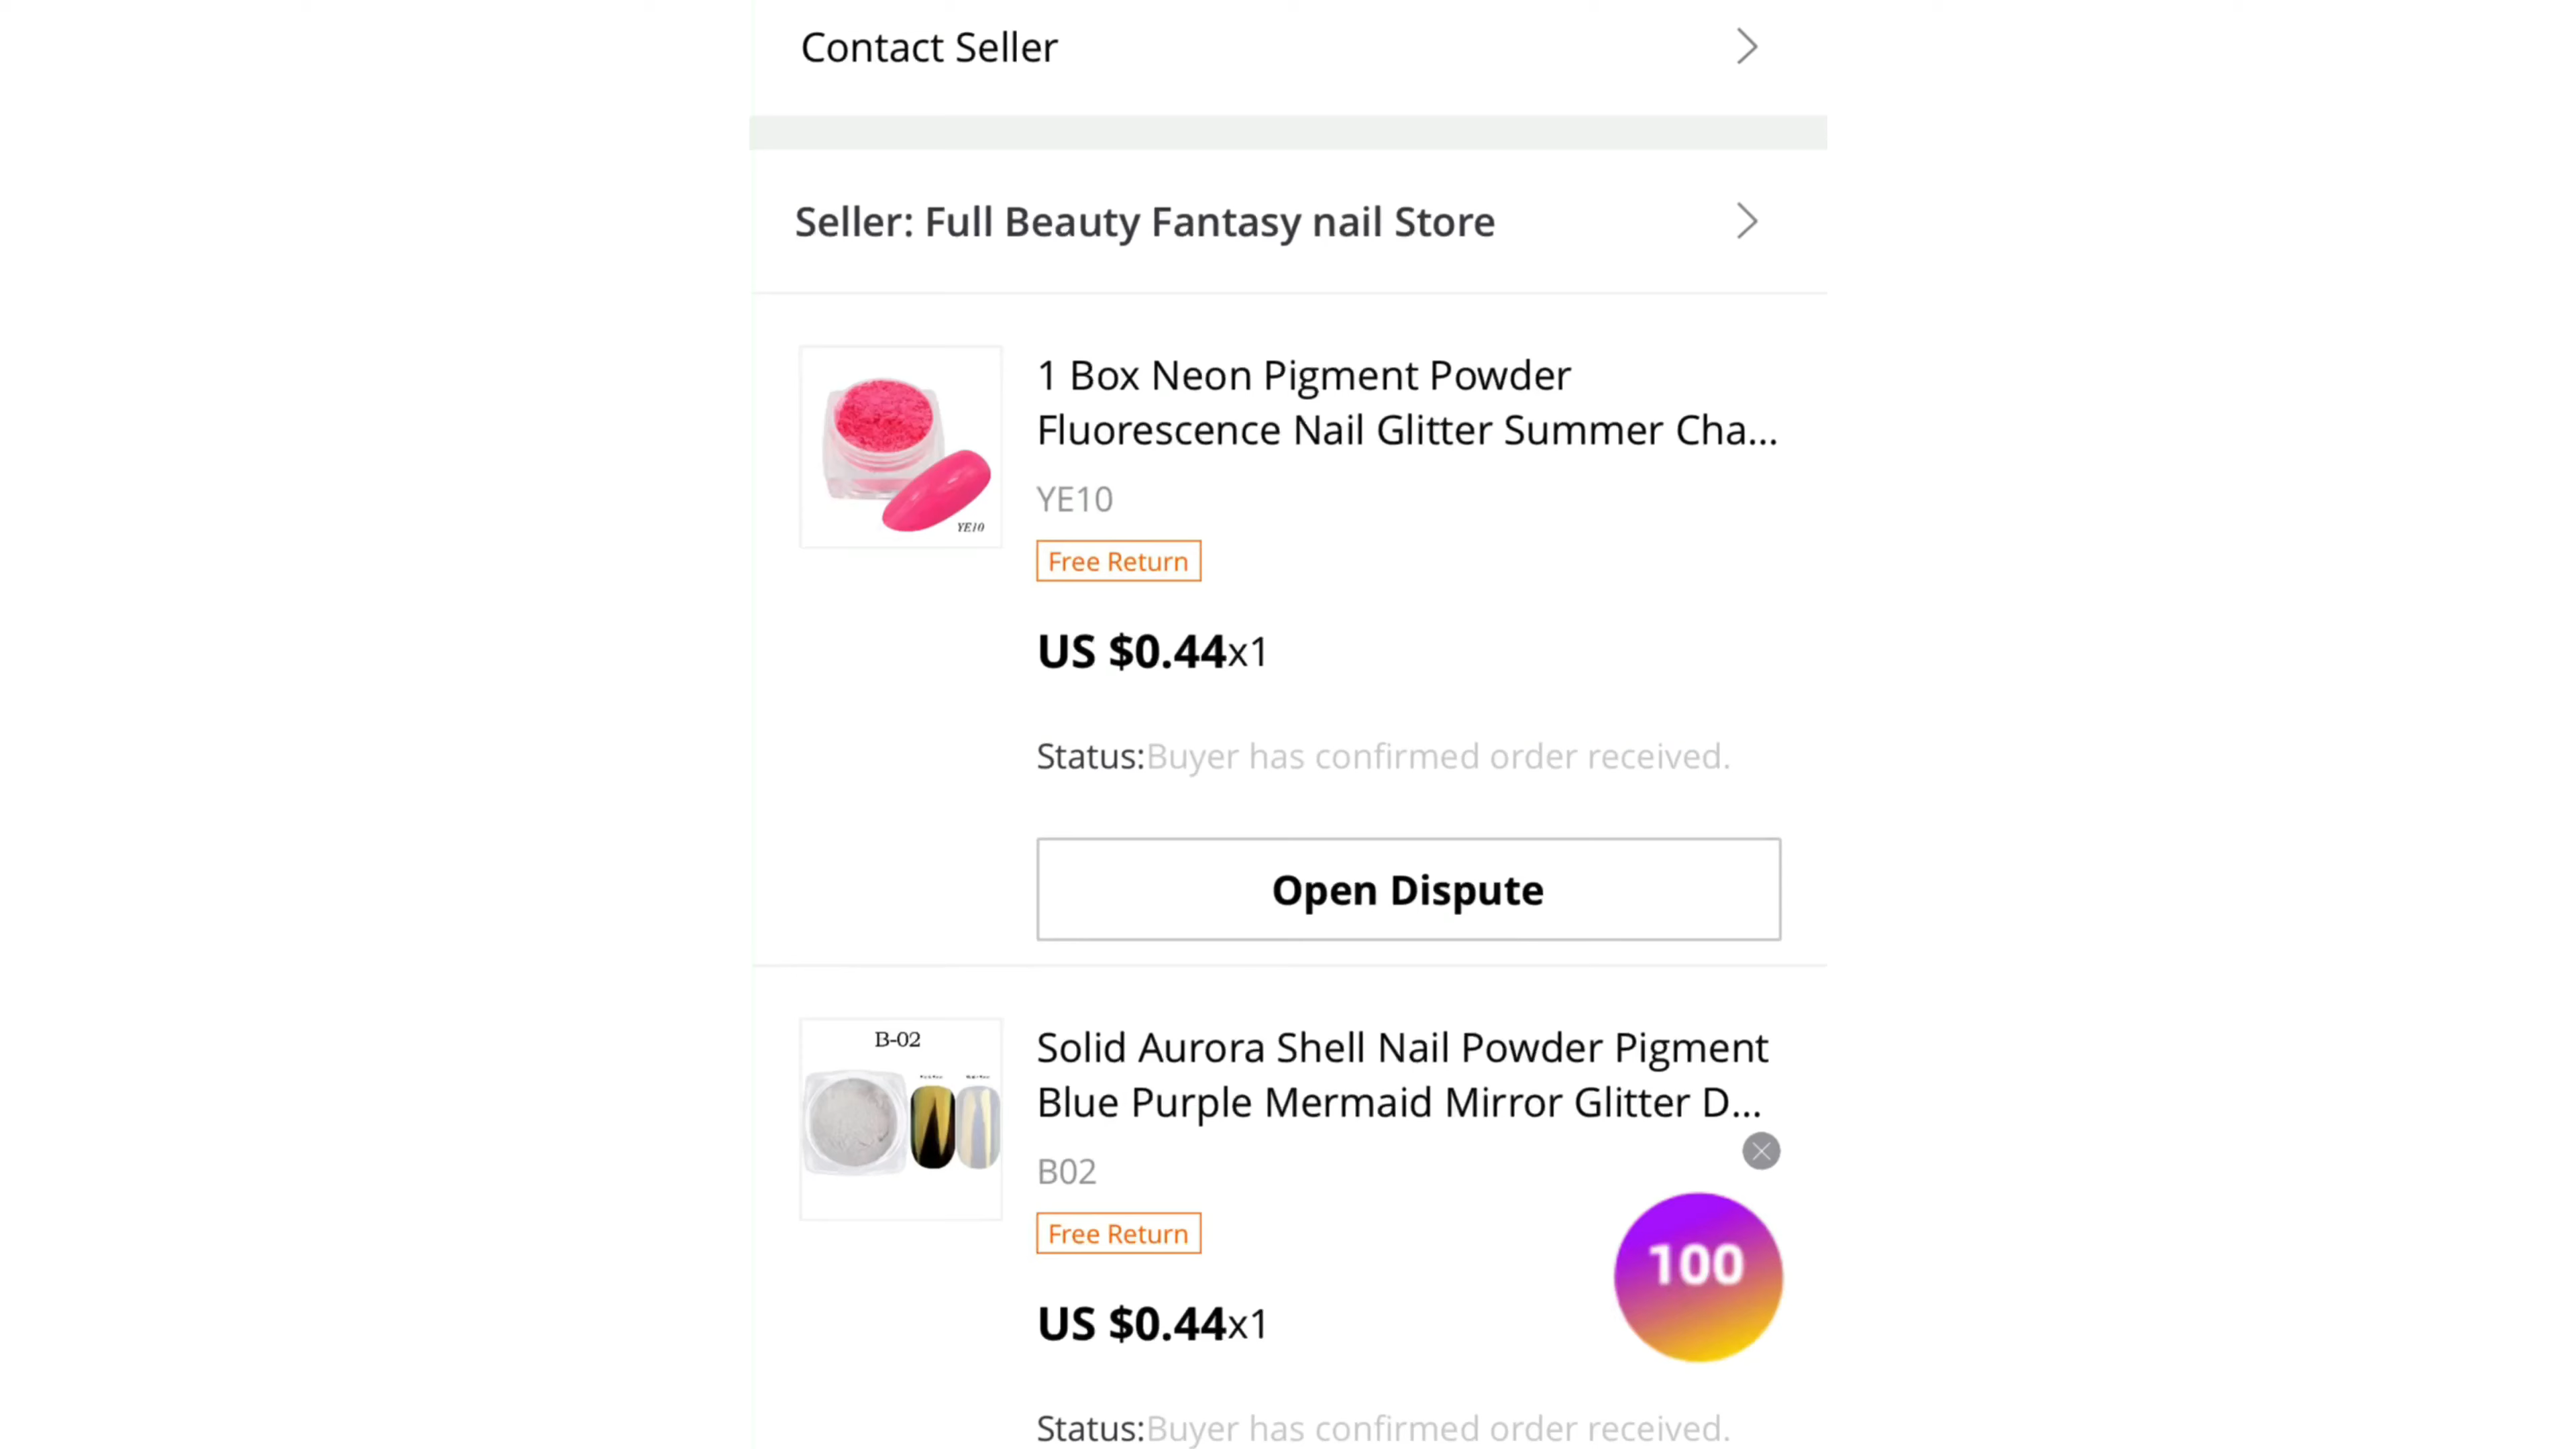 Contact Seller
Seller: Full Beauty Fantasy nail Store
1 Box Neon Pigment Powder
Fluorescence Nail Glitter Summer Cha...
YE10
YE10
Free Return
US $0.44x1
Status:Buyer has confirmed order received.
Open Dispute
B-02
Solid Aurora Shell Nail Powder Pigment
Blue Purple Mermaid Mirror Glitter D...
B02
Free Return
100
US $0.44x1
Status:Buyer has confirmed order received.